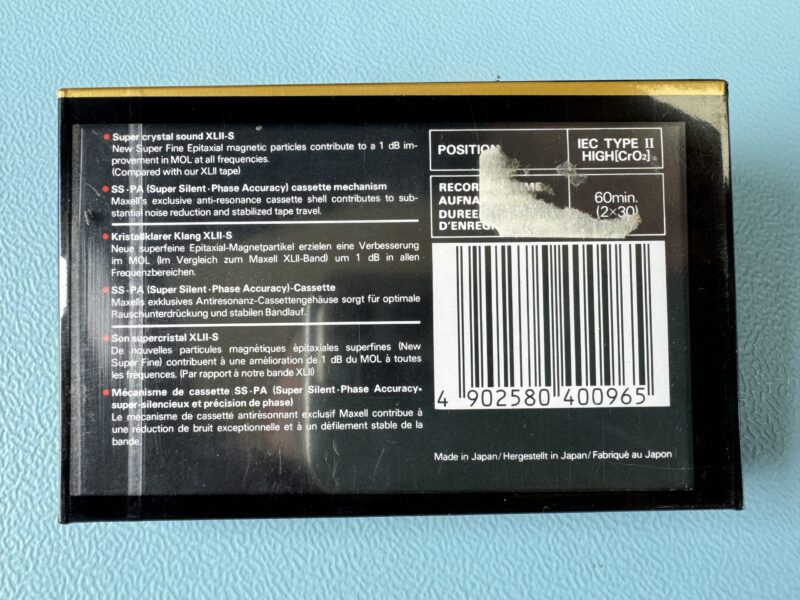 Super crystal sound XLII-S
New Super Fine Epitaxial magnetic particles contribute to a 1 dB im-
provement in MOL at all frequencies.
(Compared with our XLII tape)
SS·PA (Super Silent·Phase Accuracy) cassette mechanism
Maxell's exclusive anti-resonance cassette shell contributes to sub-
stantial noise reduction and stabilized tape travel.
Kristallklarer Klang XLII-S
Neue superfeine Epitaxial-Magnetpartikel erzielen eine Verbesserung
im MOL (Im Vergleich zum Maxell XLII-Band) um 1 dB in allen
Frequenzbereichen.
SS·PA (Super Silent·Phase Accuracy)-Cassette
Maxells exklusives Antiresonanz-Cassettengehäuse sorgt für optimale
Rauschunterdrückung und stabilen Bandlauf.
Son supercristal XLII-S
De nouvelles particules magnétiques épitaxiales superfines (New
Super Fine) contribuent à une amélioration de 1 dB du MOL à toutes
les fréquences. (Par rapport à notre bande XLII)
Mécanisme de cassette SS·PA (Super Silent·Phase Accuracy-
super-silencieux et précision de phase)
Le mécanisme de cassette antirésonnant exclusif Maxell contribue à
une réduction de bruit exceptionnelle et à un défilement stable de la
bande.
POSITION
IEC TYPE II
HIGH[CrO₂]
DUREE
60min.
(2×30)
4 902580 400965
Made in Japan/Hergestellt in Japan/Fabriqué au Japon